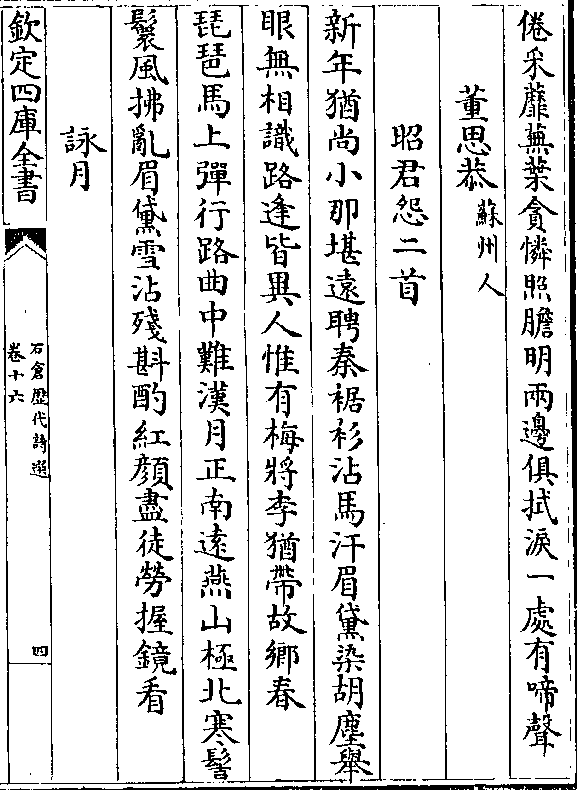 倦采蘼蕪葉貪憐照膽明兩邊俱拭淚一處有啼聲
董思恭蘇州人
昭君怨二首
新年猶尚小那堪遠聘秦裾衫沾馬汗眉黛染胡塵舉
眼無相識路逢皆異人惟有梅將李猶帶故鄉春
琵琶馬上彈行路曲中難漢月正南遠燕山極北寒髻
鬟風拂亂眉黛雪沾殘斟酌紅顔盡徒勞握鏡看
詠月
欽定四庫全書
石倉歷代詩選
卷十六
四